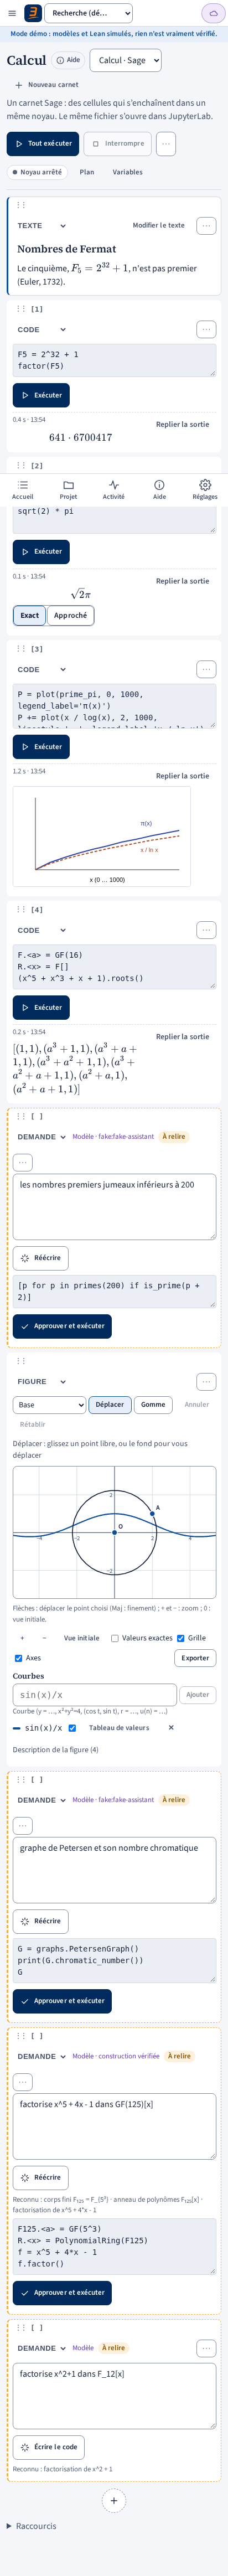 Recherche (dé…
Mode démo : modèles et Lean simulés, rien n'est vraiment vérifié.
Calcul
Aide
Calcul · Sage
Nouveau carnet
Un carnet Sage : des cellules qui s'enchaînent dans un
même noyau. Le même fichier s'ouvre dans JupyterLab.
Tout exécuter
Interrompre
Noyau arrêté
Plan
Variables
TEXTE
Modifier le texte
Nombres de Fermat
Le cinquième, F₅ = 2³² + 1, n'est pas premier
(Euler, 1732).
[1]
CODE
F5 = 2^32 + 1
factor(F5)
Exécuter
0.4 s · 13:54
Replier la sortie
641 · 6700417
[2]
Accueil
Projet
Activité
Aide
Réglages
sqrt(2) * pi
Exécuter
0.1 s · 13:54
Replier la sortie
√2π
Exact
Approché
[3]
CODE
P = plot(prime_pi, 0, 1000,
legend_label='π(x)')
P += plot(x / log(x), 2, 1000,
Exécuter
1.2 s · 13:54
Replier la sortie
π(x)
x / ln x
x (0 … 1000)
[4]
CODE
F.<a> = GF(16)
R.<x> = F[]
(x^5 + x^3 + x + 1).roots()
Exécuter
0.2 s · 13:54
Replier la sortie
[(1, 1), (a³ + 1, 1), (a³ + a +
1, 1), (a³ + a² + 1, 1), (a³ +
a² + a + 1, 1), (a² + a, 1),
(a² + a + 1, 1)]
[ ]
DEMANDE
Modèle · fake:fake-assistant
À relire
les nombres premiers jumeaux inférieurs à 200
Réécrire
[p for p in primes(200) if is_prime(p +
2)]
Approuver et exécuter
FIGURE
Base
Déplacer
Gomme
Annuler
Rétablir
Déplacer : glissez un point libre, ou le fond pour vous
déplacer
2
A
O
-4
-2
2
4
-2
Flèches : déplacer le point choisi (Maj : finement) ; + et − : zoom ; 0 :
vue initiale.
+
−
Vue initiale
Valeurs exactes
Grille
Axes
Exporter
Courbes
sin(x)/x
Ajouter
Courbe (y = …, x²+y²=4, (cos t, sin t), r = …, u(n) = …)
sin(x)/x
Tableau de valeurs
×
Description de la figure (4)
[ ]
DEMANDE
Modèle · fake:fake-assistant
À relire
graphe de Petersen et son nombre chromatique
Réécrire
G = graphs.PetersenGraph()
print(G.chromatic_number())
G
Approuver et exécuter
[ ]
DEMANDE
Modèle · construction vérifiée
À relire
factorise x^5 + 4x - 1 dans GF(125)[x]
Réécrire
Reconnu : corps fini F₁₂₅ = F_(5³) · anneau de polynômes F₁₂₅[x] ·
factorisation de x^5 + 4*x - 1
F125.<a> = GF(5^3)
R.<x> = PolynomialRing(F125)
f = x^5 + 4*x - 1
f.factor()
Approuver et exécuter
[ ]
DEMANDE
Modèle
À relire
factorise x^2+1 dans F_12[x]
Écrire le code
Reconnu : factorisation de x^2 + 1
+
Raccourcis